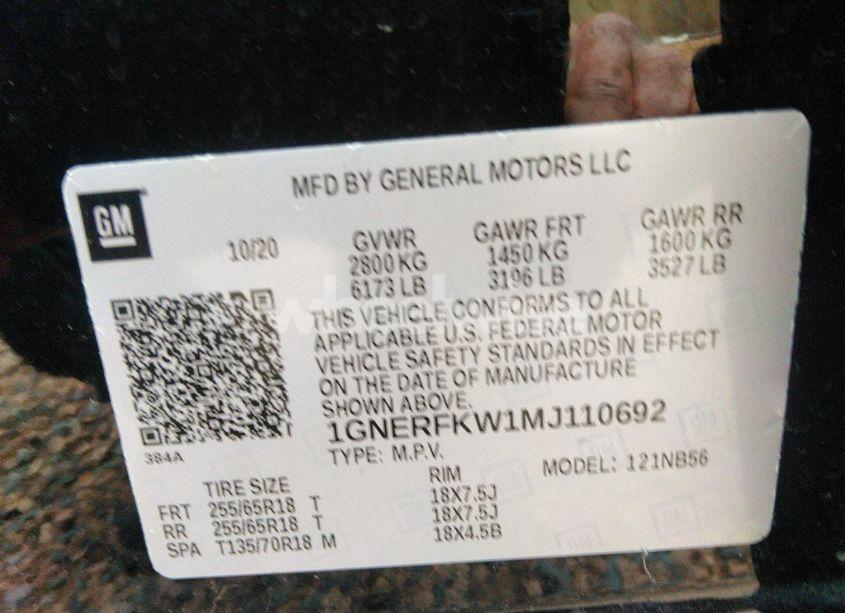 MFD BY GENERAL MOTORS LLC
GM
10/20
GVWR
2800 KG
6173 LB
GAWR FRT
1450 KG
3196 LB
GAWR RR
1600 KG
3527 LB
THIS VEHICLE CONFORMS TO ALL
APPLICABLE U.S. FEDERAL MOTOR
VEHICLE SAFETY STANDARDS IN EFFECT
ON THE DATE OF MANUFACTURE
SHOWN ABOVE.
1GNERFKW1MJ110692
384A
TYPE: M.P.V.
MODEL: 121NB56
TIRE SIZE RIM
FRT 255/65R18 T 18X7.5J
RR 255/65R18 T 18X7.5J
SPA T135/70R18 M 18X4.5B